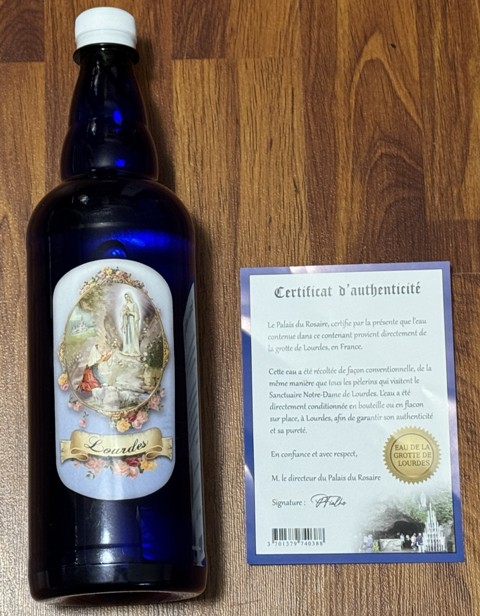 Lourdes
Certificat d'authenticité
Le Palais du Rosaire, certifie par la présente que l'eau
contenue dans ce contenant provient directement de
la grotte de Lourdes, en France.
Cette eau a été récoltée de façon conventionnelle, de la
même manière que tous les pèlerins qui visitent le
Sanctuaire Notre-Dame de Lourdes. L'eau a été
directement conditionnée en bouteille ou en flacon
sur place, à Lourdes, afin de garantir son authenticité
et sa pureté.
En confiance et avec respect,
M. le directeur du Palais du Rosaire
Signature :
EAU DE LA
GROTTE DE
LOURDES
3 701379 740388